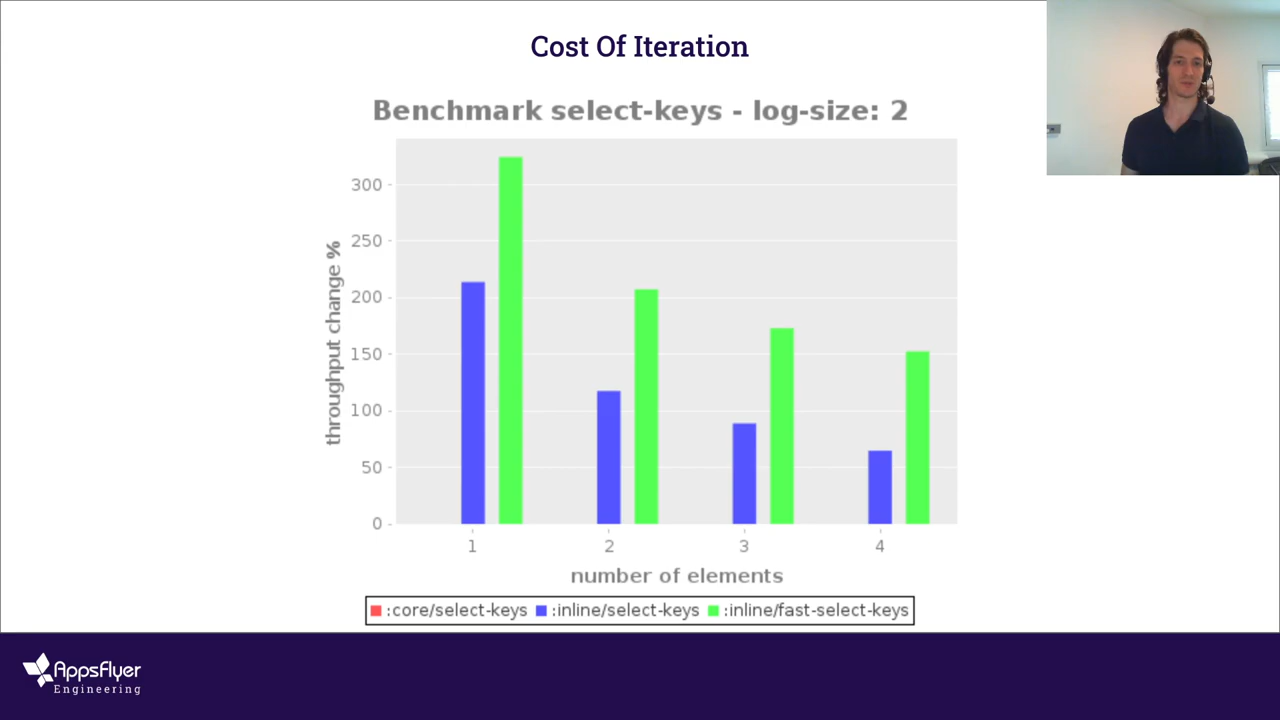 Cost Of Iteration
Benchmark select-keys - log-size: 2
throughput change %
300
250
200
150
100
50
0
1 2 3 4
number of elements
:core/select-keys :inline/select-keys :inline/fast-select-keys
AppsFlyer
Engineering